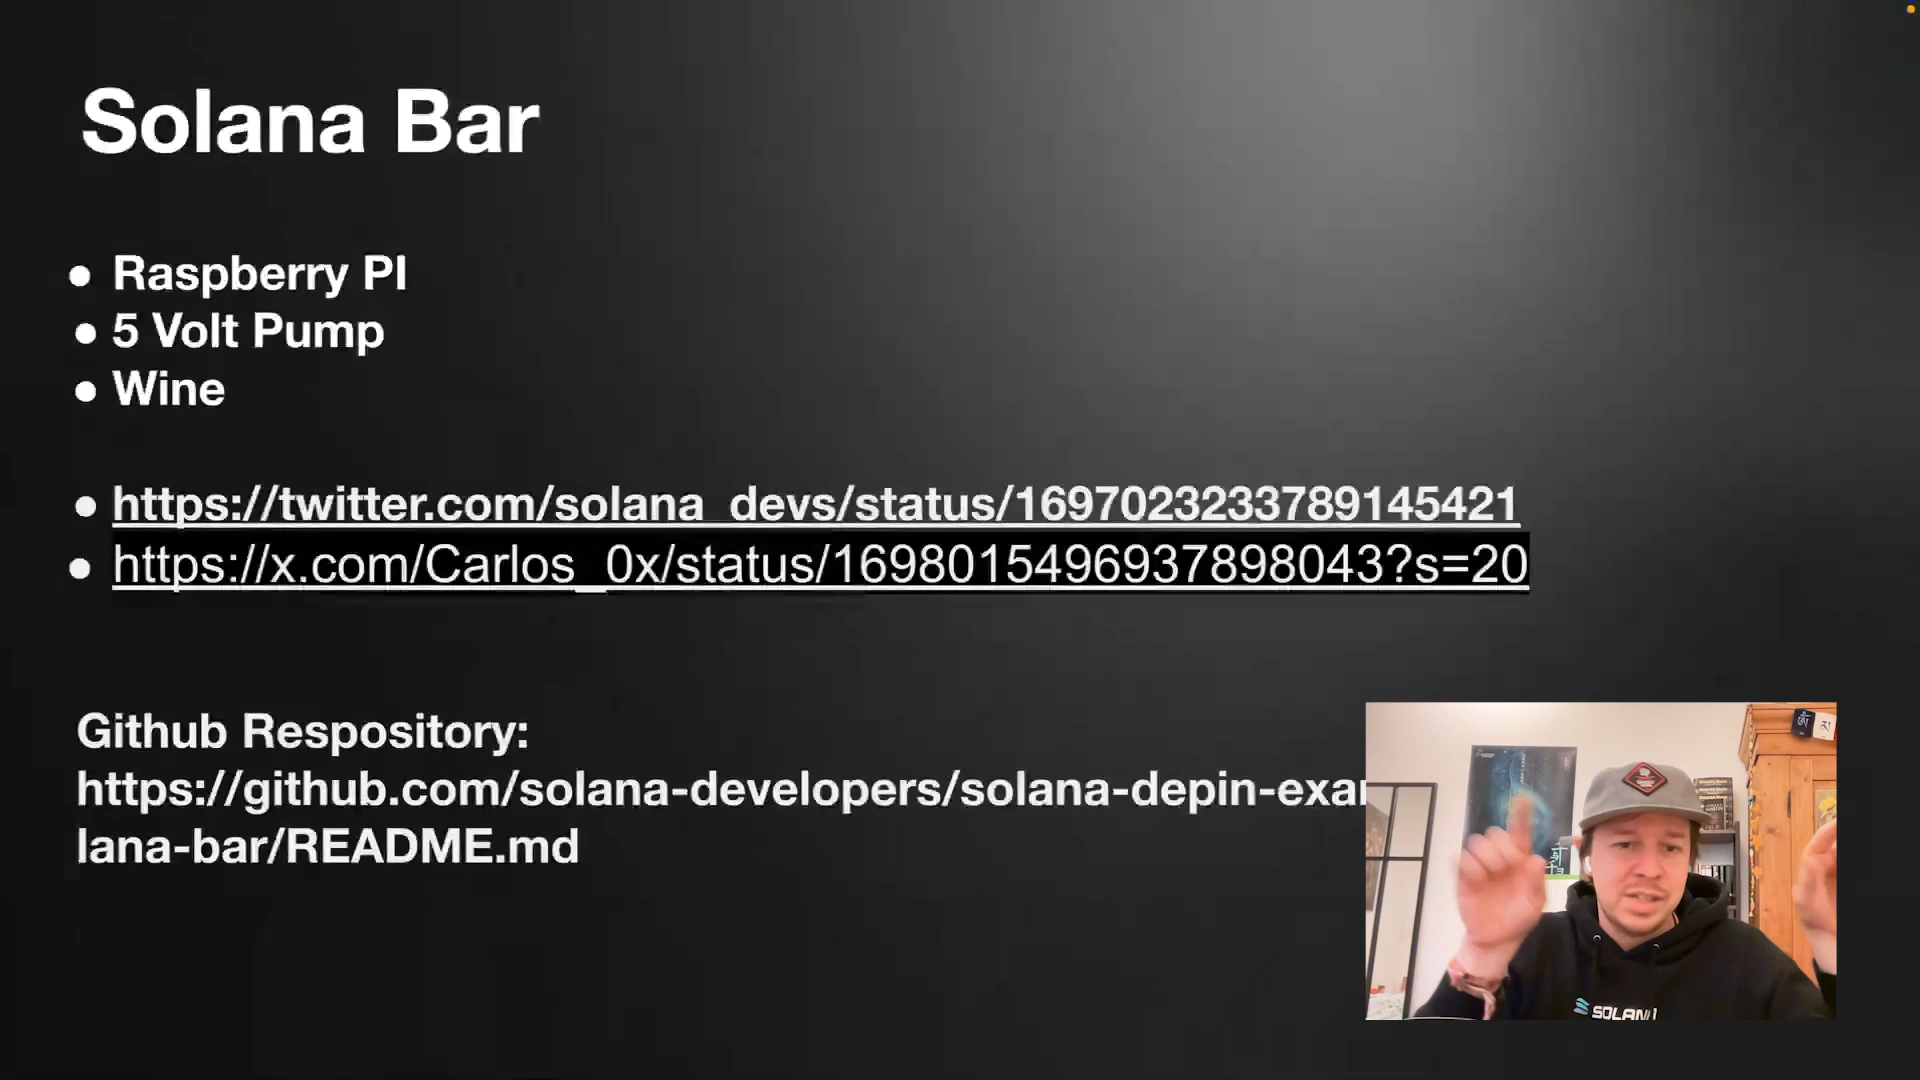 Solana Bar
● Raspberry PI
● 5 Volt Pump
● Wine
● https://twitter.com/solana_devs/status/1697023233789145421
● https://x.com/Carlos_0x/status/1698015496937898043?s=20
Github Respository:
https://github.com/solana-developers/solana-depin-exa
lana-bar/README.md
SOLANA